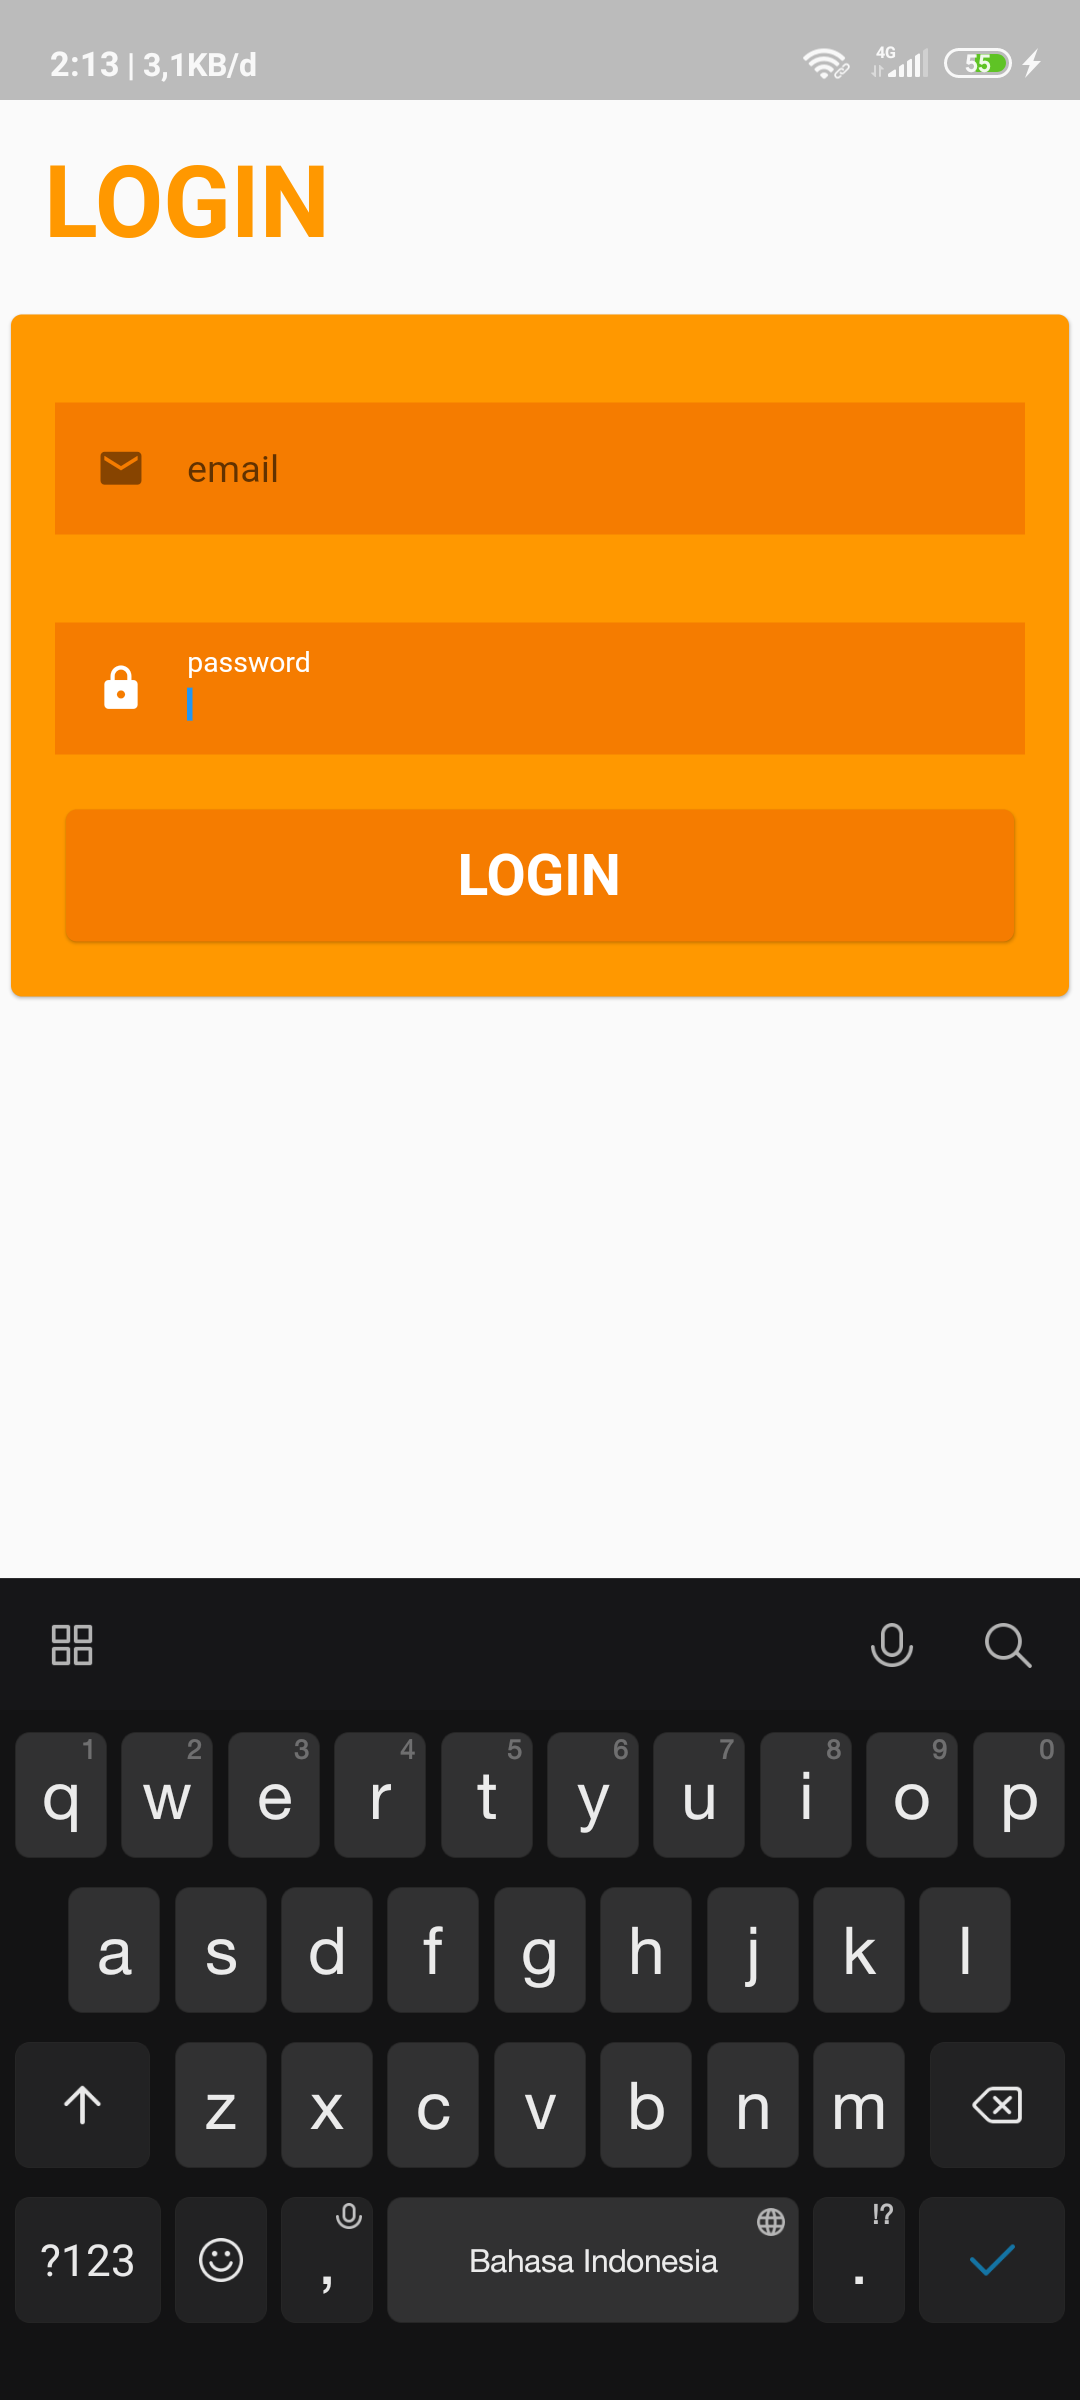 2:13 | 3,1KB/d 4G 55
LOGIN
email
password
LOGIN
1 2 3 4 5 6 7 8 9 0
q w e r t y u i o p
a s d f g h j k l
z x c v b n m
!?
?123 , Bahasa Indonesia .